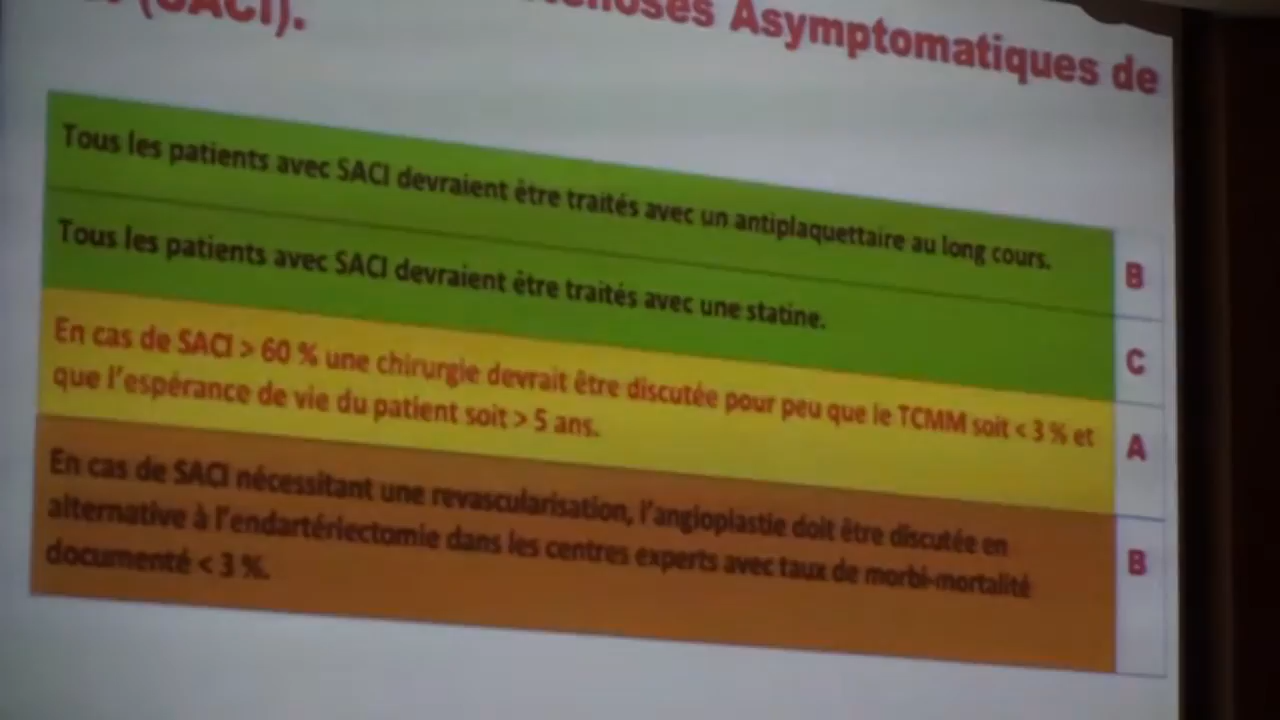 Asymptomatiques de
(SACI).
Tous les patients avec SACI devraient être traités avec un antiplaquettaire au long cours.
B
Tous les patients avec SACI devraient être traités avec une statine.
C
En cas de SACI > 60 % une chirurgie devrait être discutée pour peu que le TCMM soit < 3 % et
que l'espérance de vie du patient soit > 5 ans.
A
En cas de SACI nécessitant une revascularisation, l'angioplastie doit être discutée en
alternative à l'endartériectomie dans les centres experts avec taux de morbi-mortalité
documenté < 3 %.
B